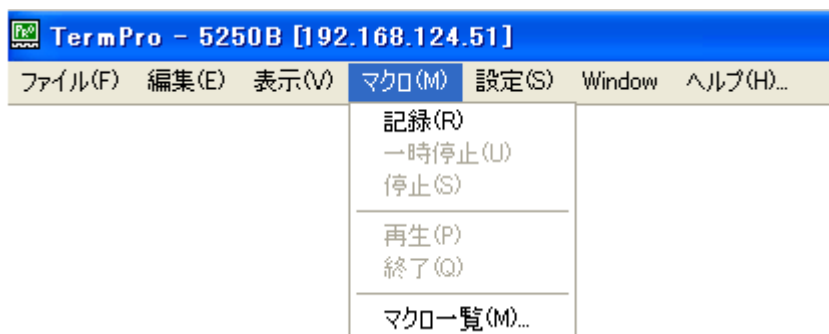 TermPro - 5250B [192.168.124.51]
ファイル(F) 編集(E) 表示(V) マクロ(M) 設定(S) Window ヘルプ(H)...
記録(R)
一時停止(U)
停止(S)
再生(P)
終了(Q)
マクロ一覧(M)...